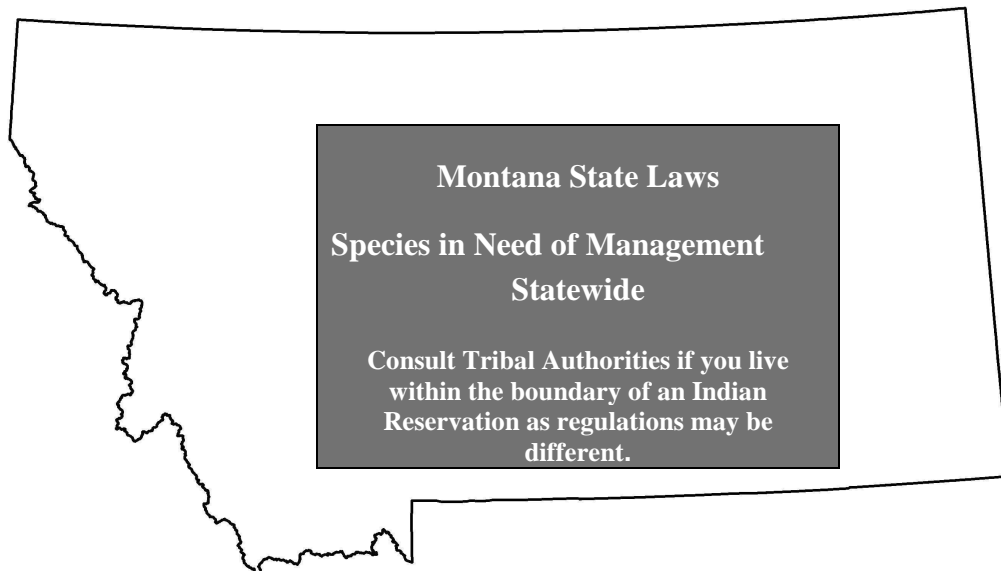 Montana State Laws
Species in Need of Management
Statewide
Consult Tribal Authorities if you live
within the boundary of an Indian
Reservation as regulations may be
different.